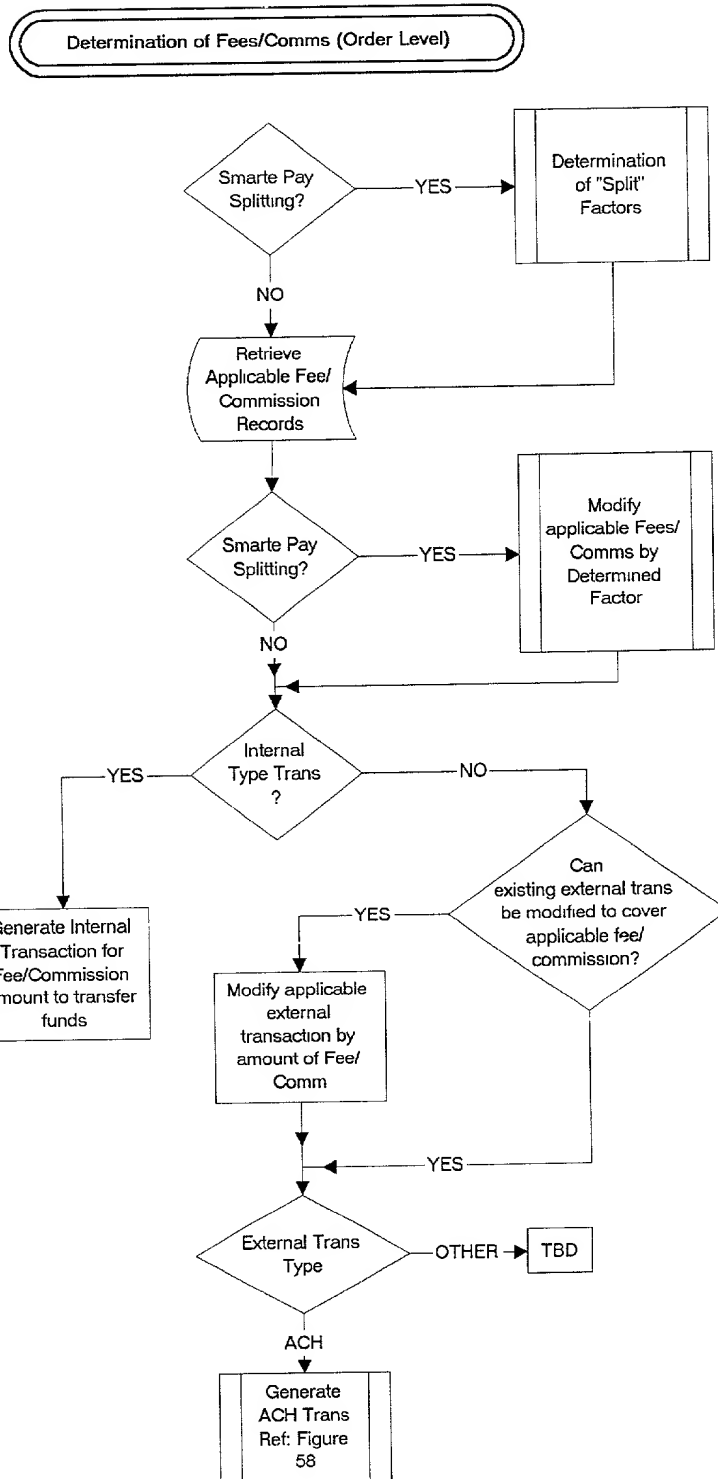 Determination of Fees/Comms (Order Level)
Smarte Pay
Splitting?
YES
Determination
of "Split"
Factors
NO
Retrieve
Applicable Fee/
Commission
Records
Smarte Pay
Splitting?
YES
Modify
applicable Fees/
Comms by
Determined
Factor
NO
Internal
Type Trans
?
YES
NO
Can
existing external trans
be modified to cover
applicable fee/
commission?
YES
Generate Internal
Transaction for
Fee/Commission
amount to transfer
funds
Modify applicable
external
transaction by
amount of Fee/
Comm
YES
External Trans
Type
OTHER
TBD
ACH
Generate
ACH Trans
Ref: Figure
58